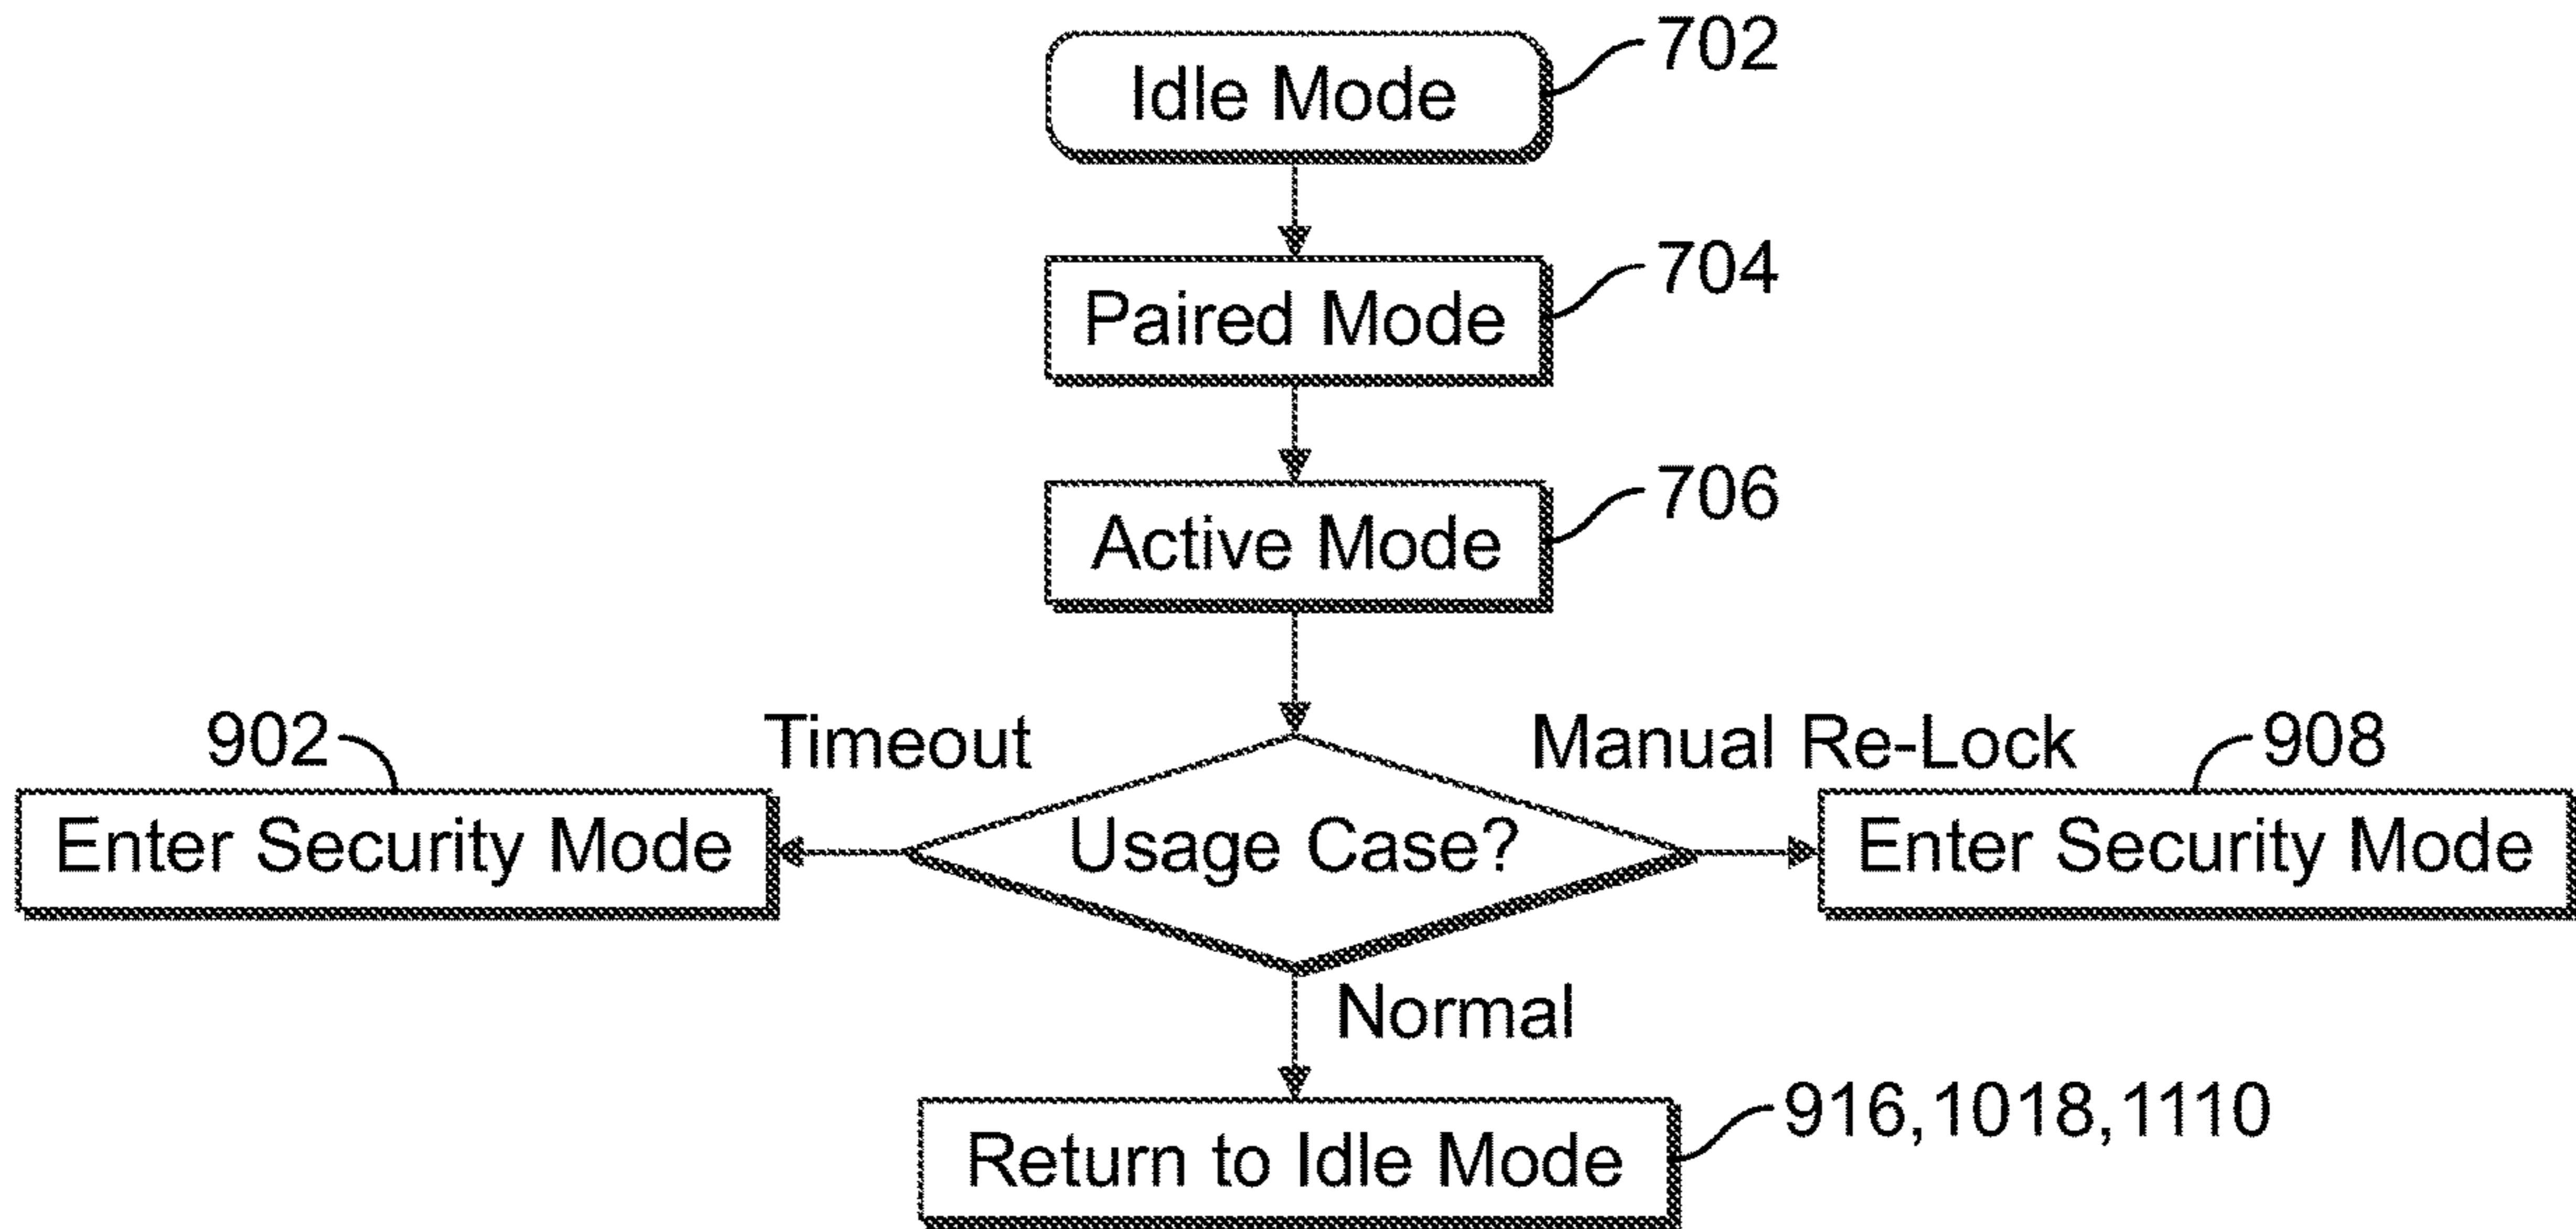 Idle Mode
702
Paired Mode
704
Active Mode
706
902
Timeout
Manual Re-Lock
908
Enter Security Mode
Usage Case?
Enter Security Mode
Normal
Return to Idle Mode
916,1018,1110